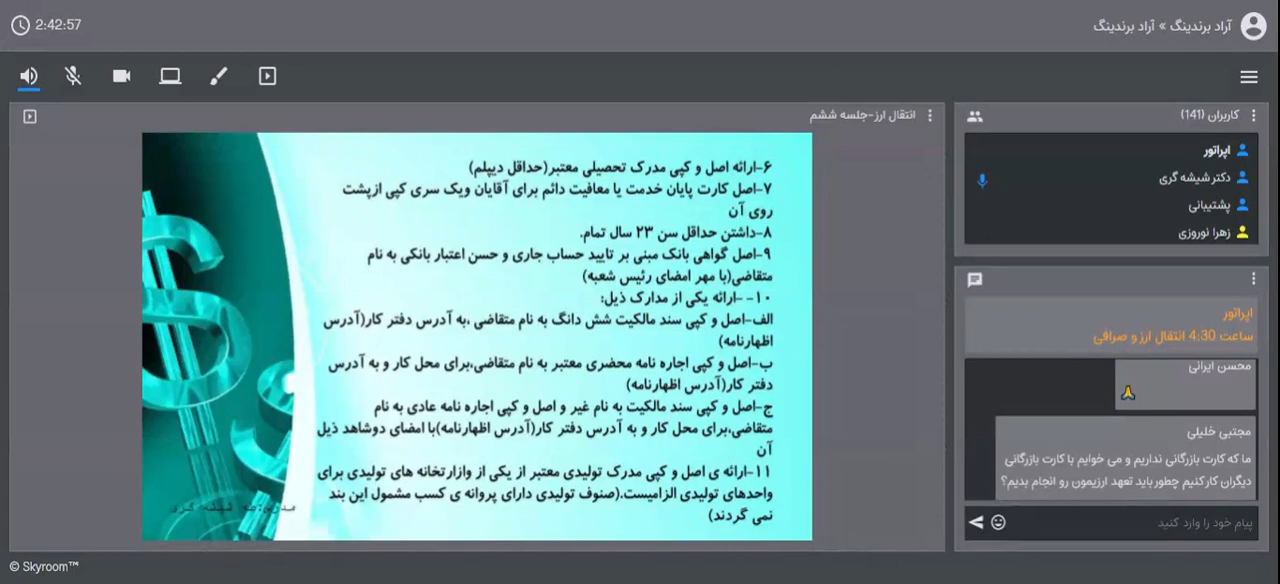 2:42:57
آراد برندینگ » آراد برندینگ
انتقال ارز-جلسه ششم
۶-ارائه اصل و کپی مدرک تحصیلی معتبر(حداقل دیپلم)
۷-اصل کارت پایان خدمت یا معافیت دائم برای آقایان ویک سری کپی ازپشت
روی آن
۸-داشتن حداقل سن ۲۳ سال تمام.
۹-اصل گواهی بانک مبنی بر تایید حساب جاری و حسن اعتبار بانکی به نام
متقاضی(با مهر امضای رئیس شعبه)
۱۰- -ارائه یکی از مدارک ذیل:
الف-اصل و کپی سند مالکیت شش دانگ به نام متقاضی ،به آدرس دفتر کار(آدرس
اظهارنامه)
ب-اصل و کپی اجاره نامه محضری معتبر به نام متقاضی،برای محل کار و به آدرس
دفتر کار(آدرس اظهارنامه)
ج-اصل و کپی سند مالکیت به نام غیر و اصل و کپی اجاره نامه عادی به نام
متقاضی،برای محل کار و به آدرس دفتر کار(آدرس اظهارنامه)با امضای دوشاهد ذیل
آن
۱۱-ارائه ی اصل و کپی مدرک تولیدی معتبر از یکی از وازارتخانه های تولیدی برای
واحدهای تولیدی الزامیست.(صنوف تولیدی دارای پروانه ی کسب مشمول این بند
نمی گردند)
کاربران (141)
اپراتور
دکتر شیشه گری
پشتیبانی
زهرا نوروزی
اپراتور
ساعت 4:30 انتقال ارز و صرافی
محسن ایرانی
مجتبی خلیلی
ما که کارت بازرگانی نداریم و می خوایم با کارت بازرگانی
دیگران کارکنیم چطور باید تعهد ارزیمون رو انجام بدیم؟
پیام خود را وارد کنید
© Skyroom™